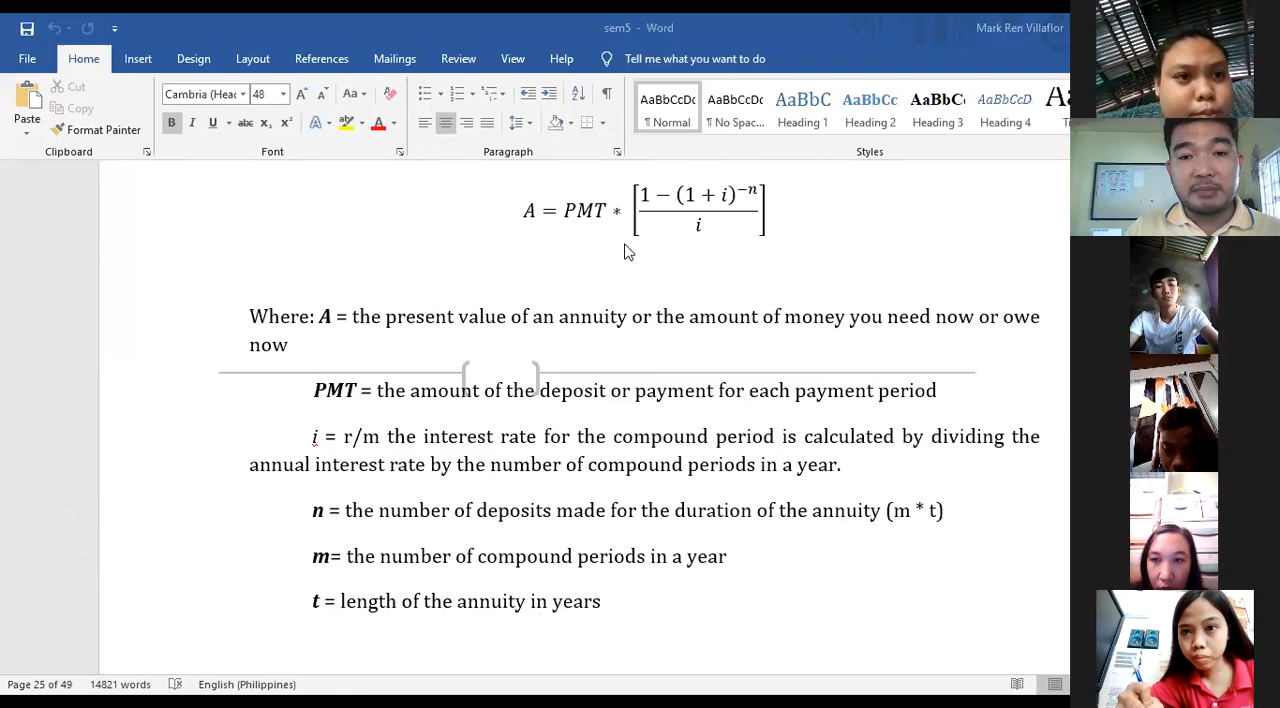 sem5 - Word
Mark Ren Villaflor
File Home Insert Design Layout References Mailings Review View Help Tell me what you want to do
Paste
Cut
Copy
Format Painter
Cambria (Heac 48
Aa
B I U abc x₂ x² A A
AaBbCcDc AaBbCcDc AaBbC AaBbCc AaBbC AaBbCcD
¶ Normal ¶ No Spac... Heading 1 Heading 2 Heading 3 Heading 4
Clipboard Font Paragraph Styles
A = PMT * [(1 − (1 + i)^−n) / i]
Where: A = the present value of an annuity or the amount of money you need now or owe
now
PMT = the amount of the deposit or payment for each payment period
i = r/m the interest rate for the compound period is calculated by dividing the
annual interest rate by the number of compound periods in a year.
n = the number of deposits made for the duration of the annuity (m * t)
m= the number of compound periods in a year
t = length of the annuity in years
Page 25 of 49 14821 words English (Philippines)